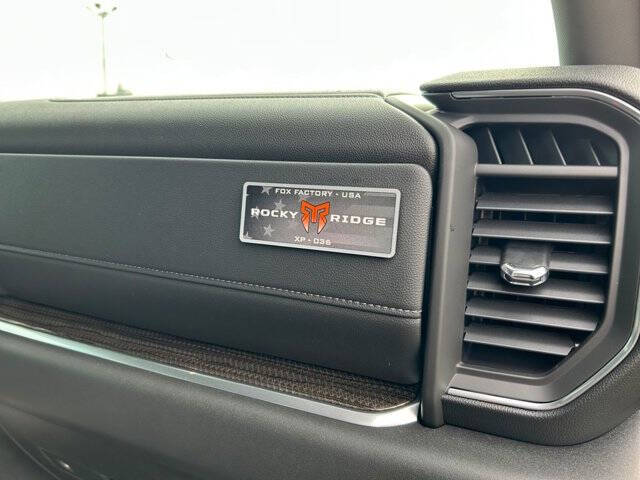 FOX FACTORY - USA
ROCKY RIDGE
XP - 036